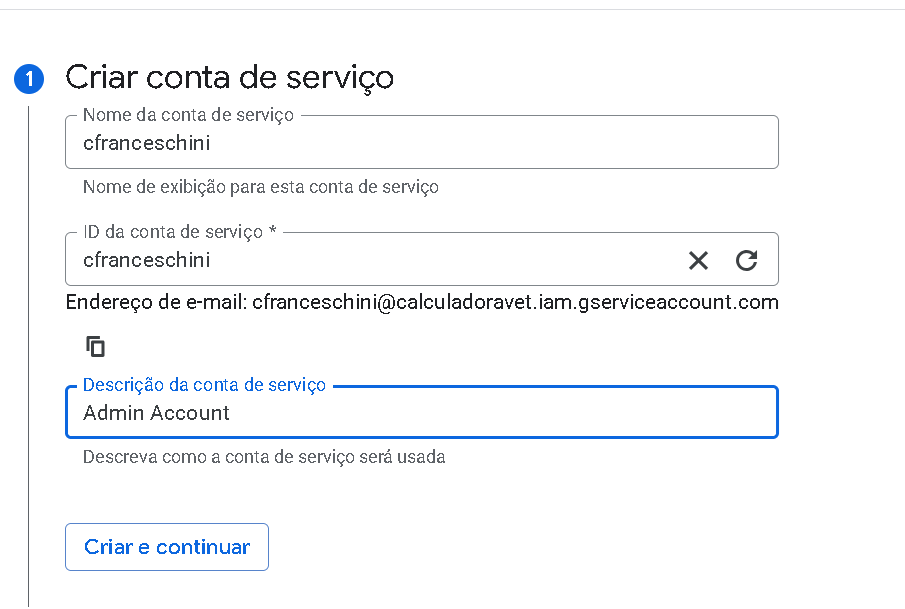 1 Criar conta de serviço
Nome da conta de serviço
cfranceschini
Nome de exibição para esta conta de serviço
ID da conta de serviço *
cfranceschini
Endereço de e-mail: cfranceschini@calculadoravet.iam.gserviceaccount.com
Descrição da conta de serviço
Admin Account
Descreva como a conta de serviço será usada
Criar e continuar